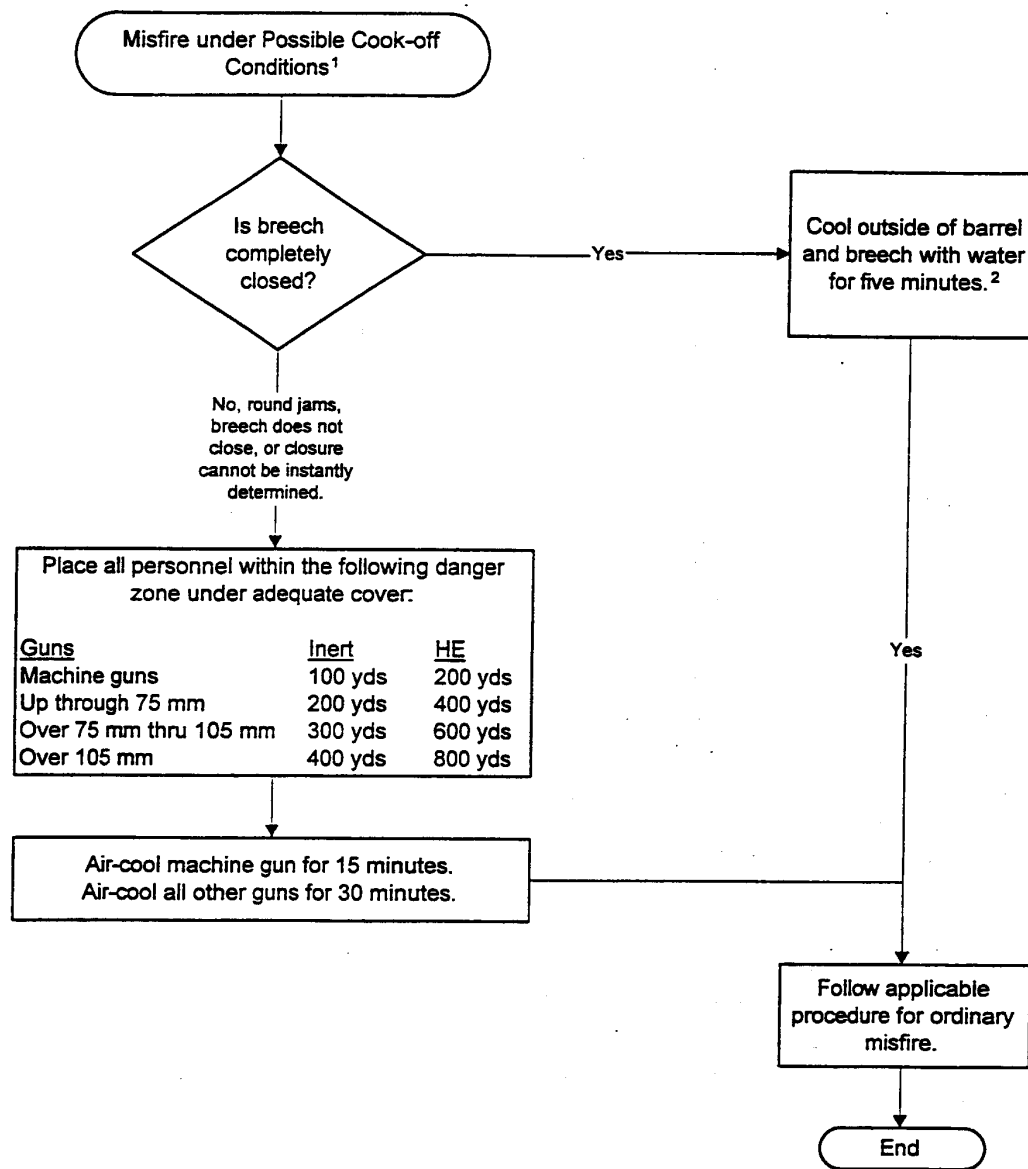 Misfire under Possible Cook-off
Conditions¹
Is breech
completely
closed?
Yes
Cool outside of barrel
and breech with water
for five minutes.²
No, round jams,
breech does not
close, or closure
cannot be instantly
determined.
Place all personnel within the following danger
zone under adequate cover:
Guns Inert HE
Machine guns 100 yds 200 yds
Up through 75 mm 200 yds 400 yds
Over 75 mm thru 105 mm 300 yds 600 yds
Over 105 mm 400 yds 800 yds
Yes
Air-cool machine gun for 15 minutes.
Air-cool all other guns for 30 minutes.
Follow applicable
procedure for ordinary
misfire.
End